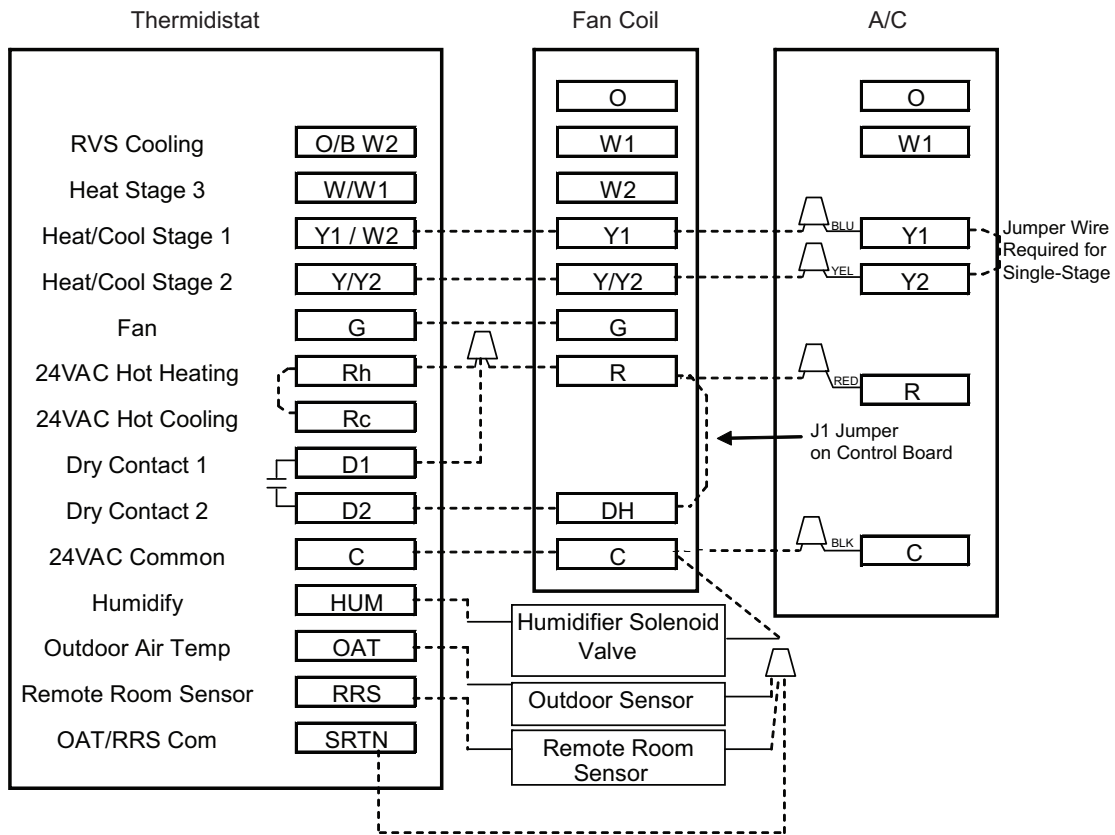 Thermidistat
Fan Coil
A/C
O
O
RVS Cooling
O/B W2
W1
W1
Heat Stage 3
W/W1
W2
Heat/Cool Stage 1
Y1 / W2
Y1
BLU
Y1
Jumper Wire
Required for
Single-Stage
Heat/Cool Stage 2
Y/Y2
Y/Y2
YEL
Y2
Fan
G
G
24VAC Hot Heating
Rh
R
RED
R
24VAC Hot Cooling
Rc
J1 Jumper
on Control Board
Dry Contact 1
D1
Dry Contact 2
D2
DH
24VAC Common
C
C
BLK
C
Humidify
HUM
Humidifier Solenoid
Valve
Outdoor Air Temp
OAT
Outdoor Sensor
Remote Room Sensor
RRS
Remote Room
Sensor
OAT/RRS Com
SRTN